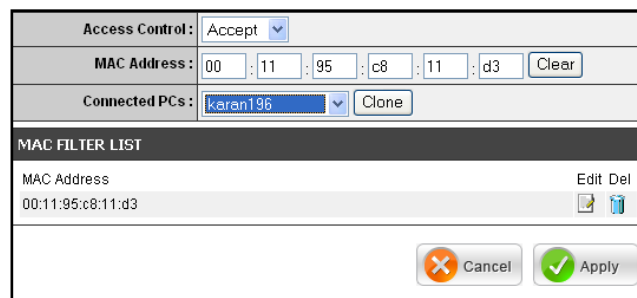 Access Control : Accept
MAC Address : 00 : 11 : 95 : c8 : 11 : d3 Clear
Connected PCs : karan196 Clone
MAC FILTER LIST
MAC Address Edit Del
00:11:95:c8:11:d3
Cancel Apply